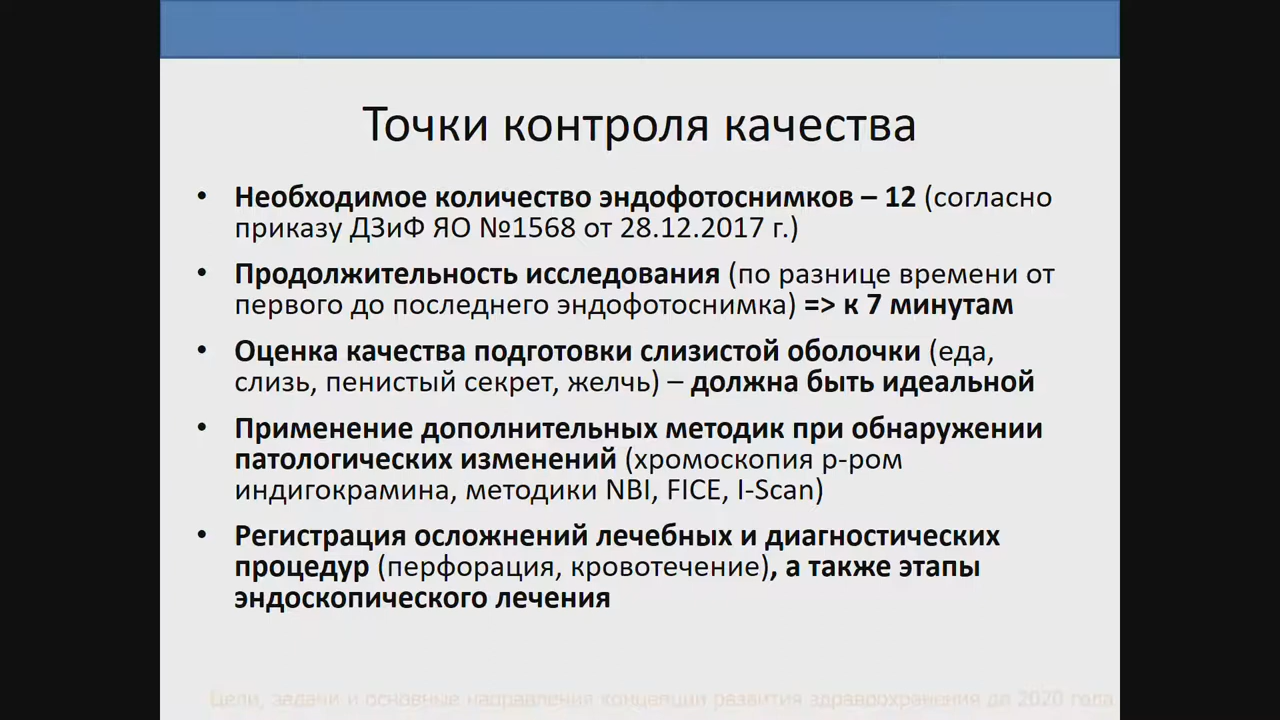 Точки контроля качества
• Необходимое количество эндофотоснимков – 12 (согласно
приказу ДЗиФ ЯО №1568 от 28.12.2017 г.)
• Продолжительность исследования (по разнице времени от
первого до последнего эндофотоснимка) => к 7 минутам
• Оценка качества подготовки слизистой оболочки (еда,
слизь, пенистый секрет, желчь) – должна быть идеальной
• Применение дополнительных методик при обнаружении
патологических изменений (хромоскопия р-ром
индигокрамина, методики NBI, FICE, I-Scan)
• Регистрация осложнений лечебных и диагностических
процедур (перфорация, кровотечение), а также этапы
эндоскопического лечения
Цели, задачи и основные направления концепции развития здравоохранения до 2020 года